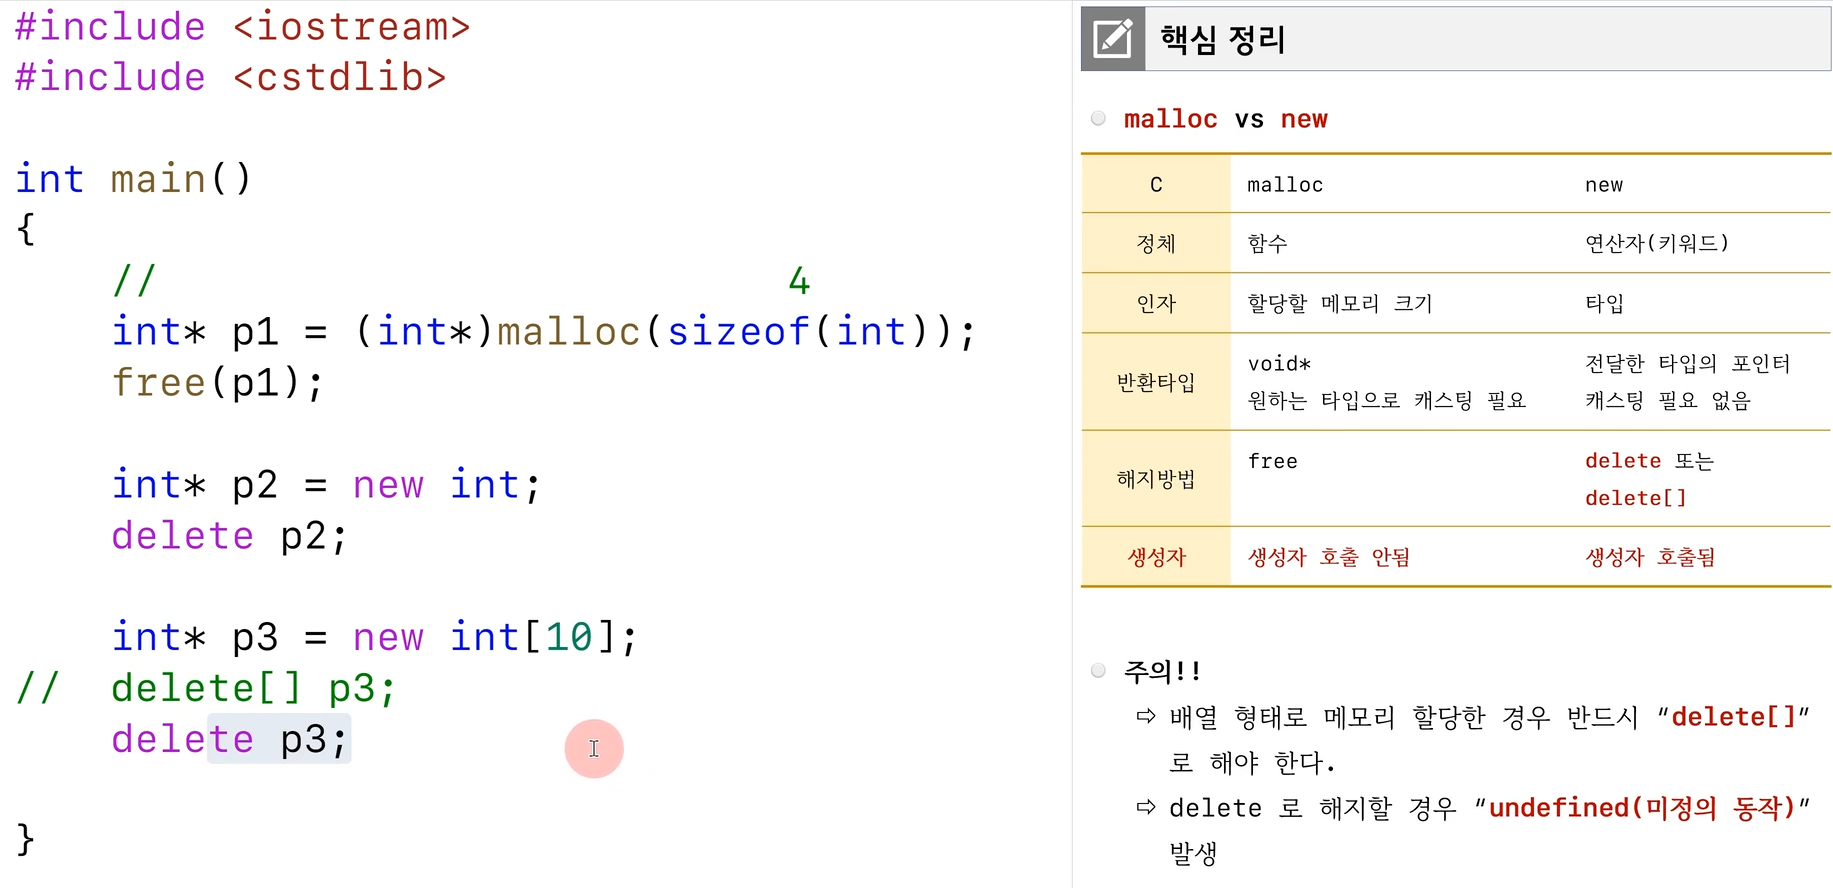 #include <iostream>
#include <cstdlib>
int main()
{
// 4
int* p1 = (int*)malloc(sizeof(int));
free(p1);
int* p2 = new int;
delete p2;
int* p3 = new int[10];
// delete[] p3;
delete p3;
}
핵심 정리
malloc vs new
C malloc new
정체 함수 연산자(키워드)
인자 할당할 메모리 크기 타입
반환타입 void* 전달한 타입의 포인터
원하는 타입으로 캐스팅 필요 캐스팅 필요 없음
해지방법 free delete 또는
delete[]
생성자 생성자 호출 안됨 생성자 호출됨
주의!!
⇨ 배열 형태로 메모리 할당한 경우 반드시 “delete[]”
로 해야 한다.
⇨ delete 로 해지할 경우 “undefined(미정의 동작)”
발생